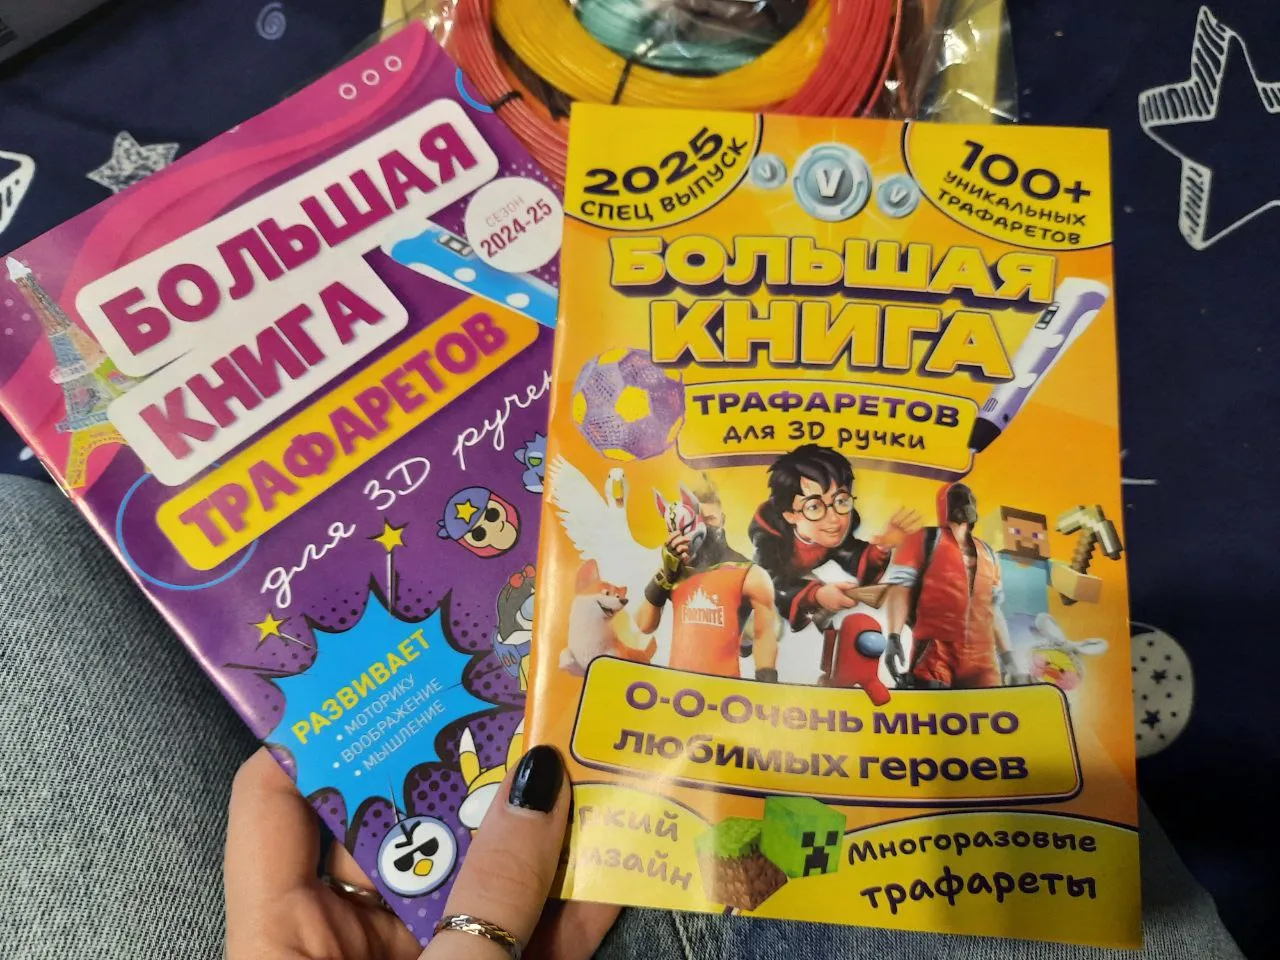 БОЛЬШАЯ
КНИГА
ТРАФАРЕТОВ
для 3D ручек
СЕЗОН
2024-25
РАЗВИВАЕТ
• МОТОРИКУ
• ВООБРАЖЕНИЕ
• МЫШЛЕНИЕ
2025
СПЕЦ ВЫПУСК
V
100+
УНИКАЛЬНЫХ
ТРАФАРЕТОВ
БОЛЬШАЯ
КНИГА
ТРАФАРЕТОВ
для 3D ручки
FORTNITE
О-О-Очень много
любимых героев
Многоразовые
трафареты